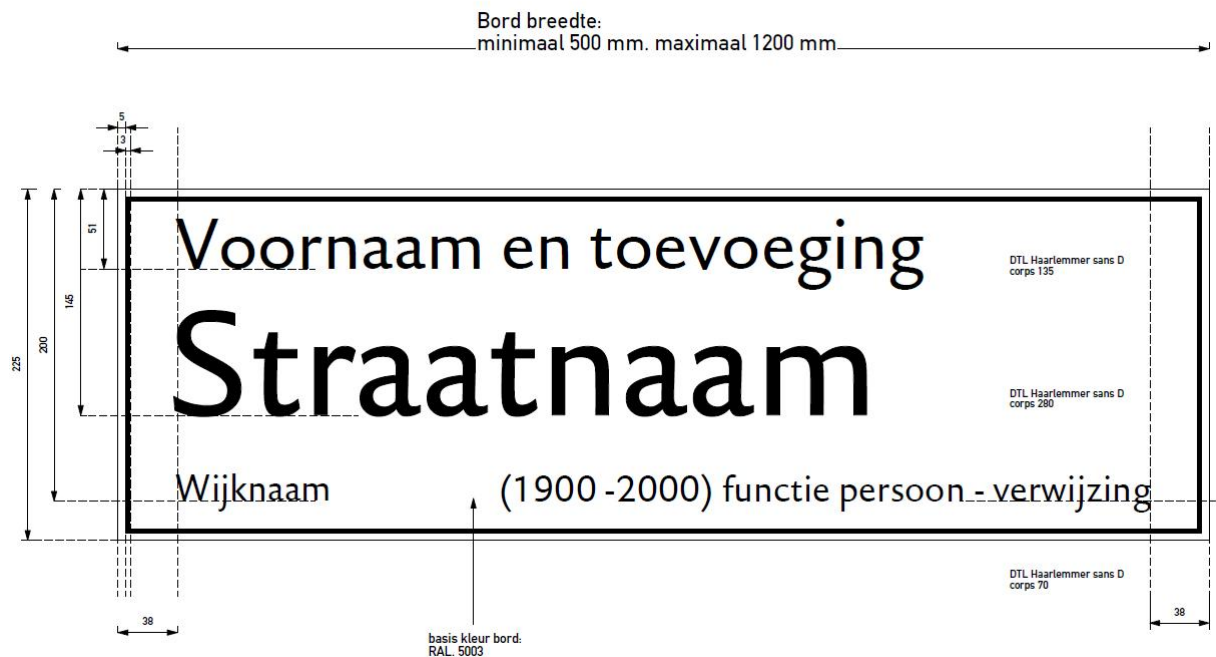 Bord breedte:
minimaal 500 mm. maximaal 1200 mm
5
3
51
145
200
225
Voornaam en toevoeging
DTL Haarlemmer sans D
corps 135
Straatnaam
DTL Haarlemmer sans D
corps 280
Wijknaam (1900 -2000) functie persoon - verwijzing
DTL Haarlemmer sans D
corps 70
38
38
basis kleur bord:
RAL. 5003